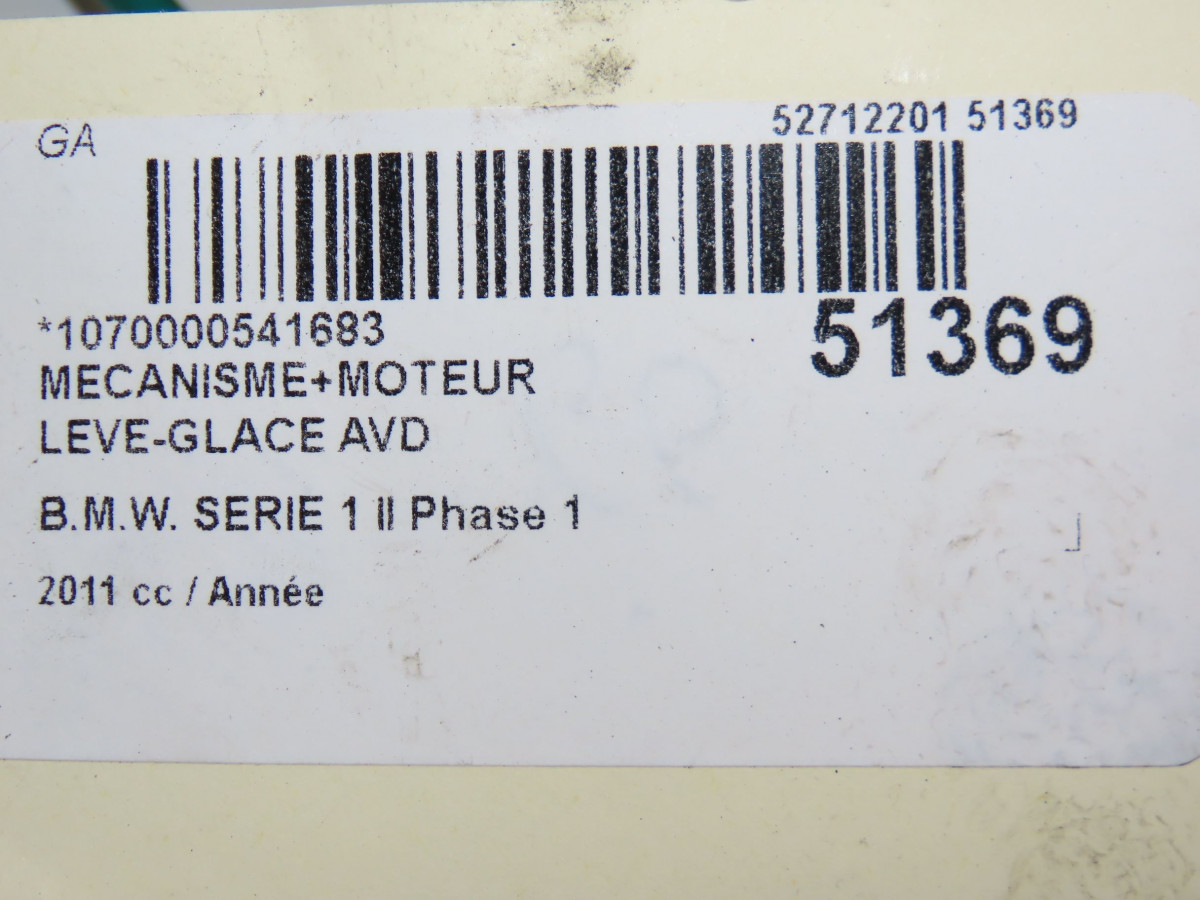 GA
52712201 51369
*1070000541683
51369
MECANISME+MOTEUR
LEVE-GLACE AVD
B.M.W. SERIE 1 II Phase 1
2011 cc / Année